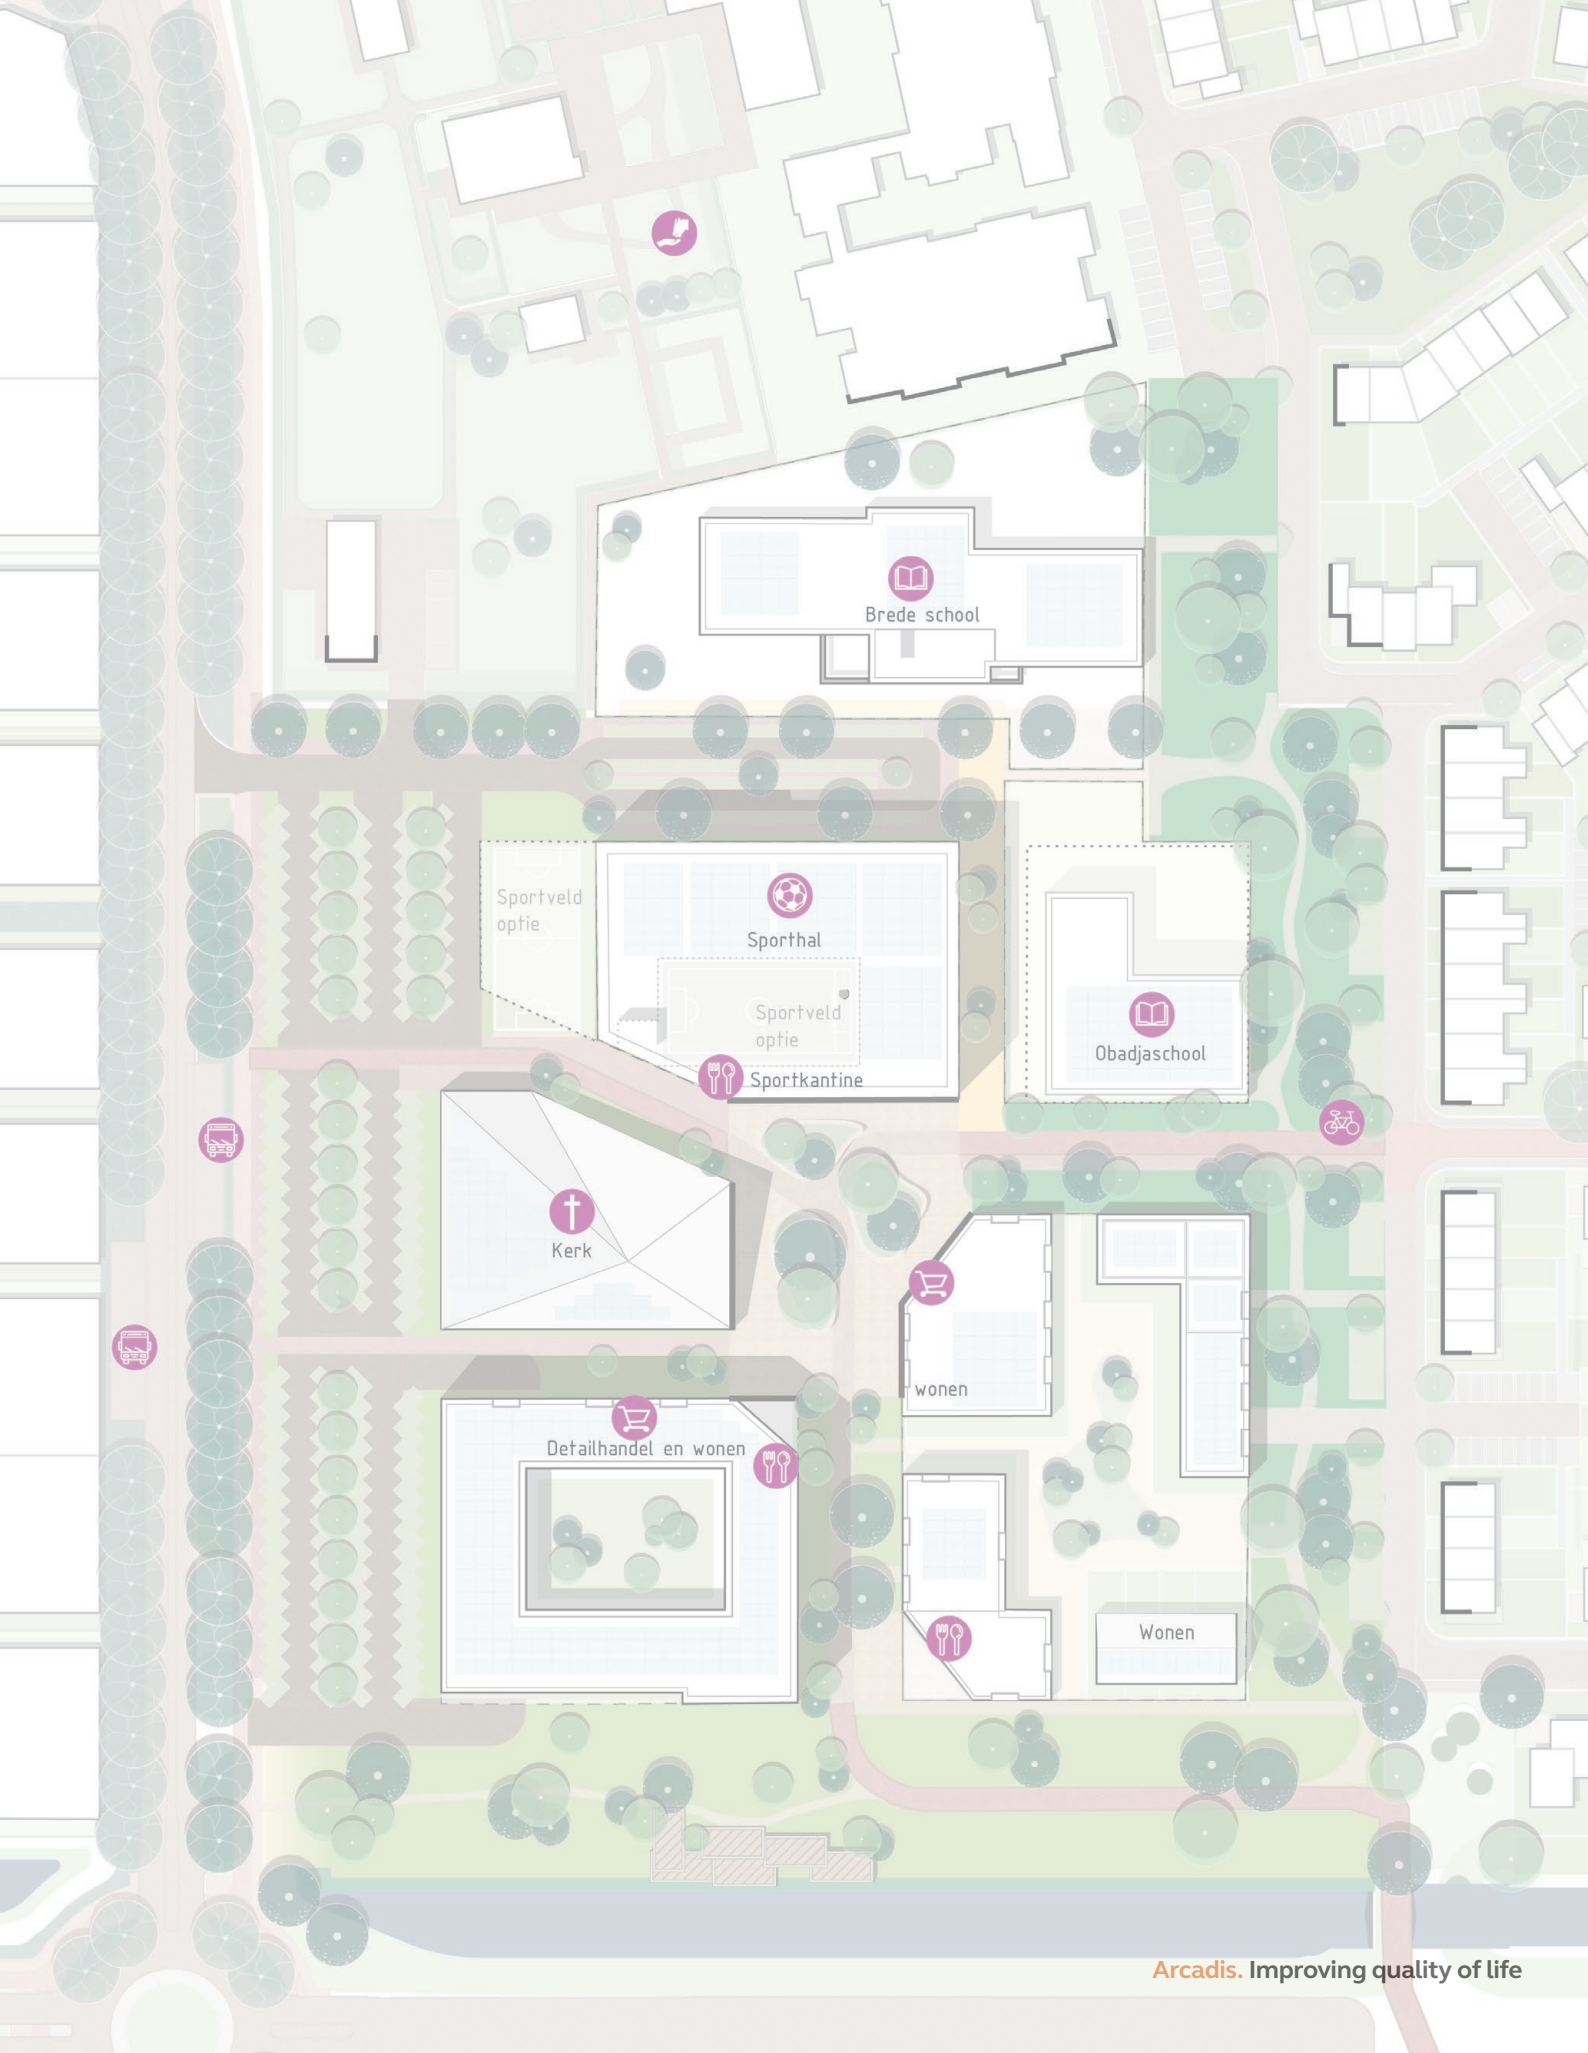 Brede school
Sportveld
optie
Sporthal
Sportveld
optie
Obadjaschool
Sportkantine
Kerk
wonen
Detailhandel en wonen
Wonen
Arcadis. Improving quality of life